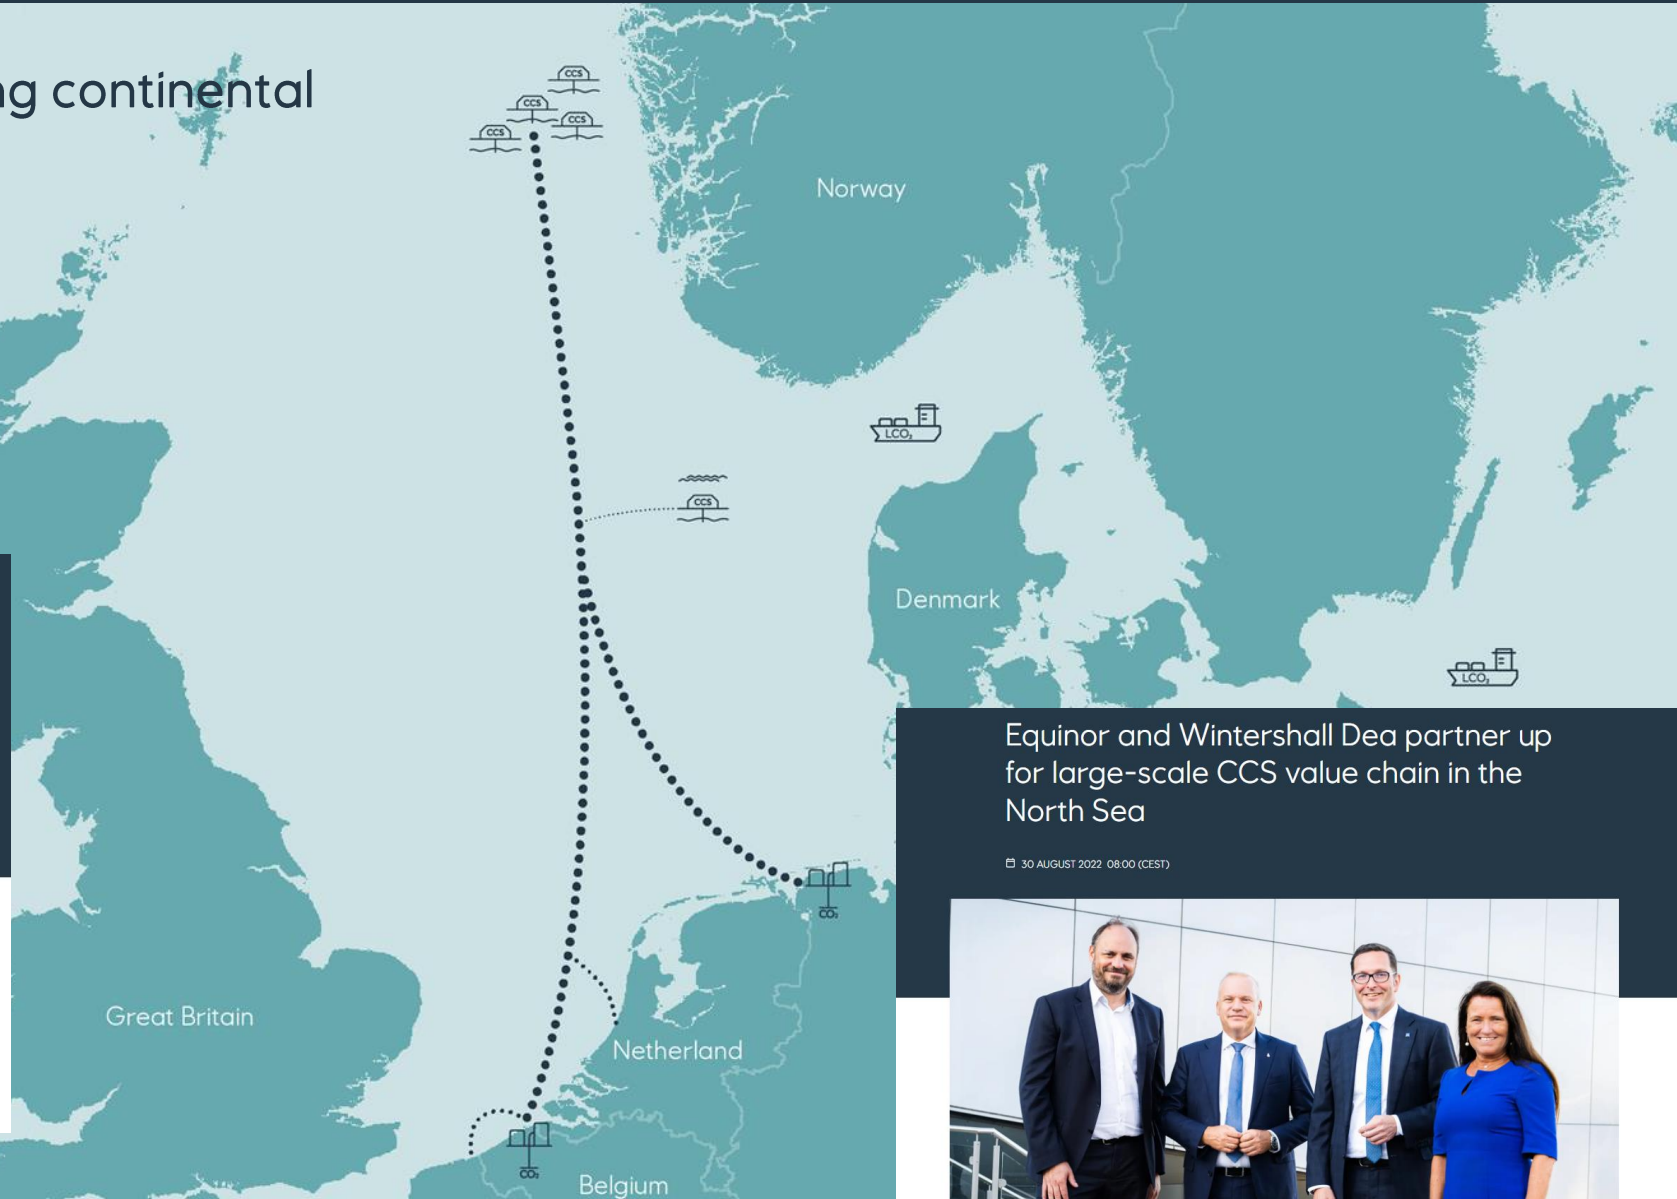 ng continental
CCS
CCS
CCS
CCS
Norway
LCO₂
CCS
Denmark
LCO₂
Equinor and Wintershall Dea partner up
for large-scale CCS value chain in the
North Sea
30 AUGUST 2022 08:00 (CEST)
CO₂
Great Britain
Netherland
CO₂
Belgium